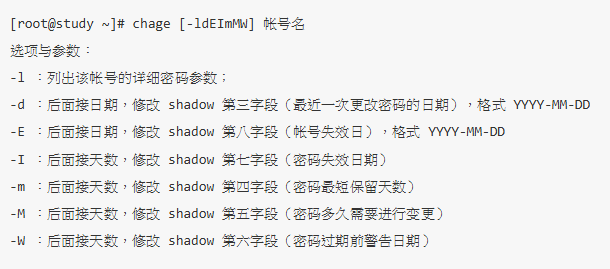 [root@study ~]# chage [-ldEImMW] 帐号名
选项与参数：
-l ：列出该帐号的详细密码参数；
-d ：后面接日期，修改 shadow 第三字段（最近一次更改密码的日期），格式 YYYY-MM-DD
-E ：后面接日期，修改 shadow 第八字段（帐号失效日），格式 YYYY-MM-DD
-I ：后面接天数，修改 shadow 第七字段（密码失效日期）
-m ：后面接天数，修改 shadow 第四字段（密码最短保留天数）
-M ：后面接天数，修改 shadow 第五字段（密码多久需要进行变更）
-W ：后面接天数，修改 shadow 第六字段（密码过期前警告日期）